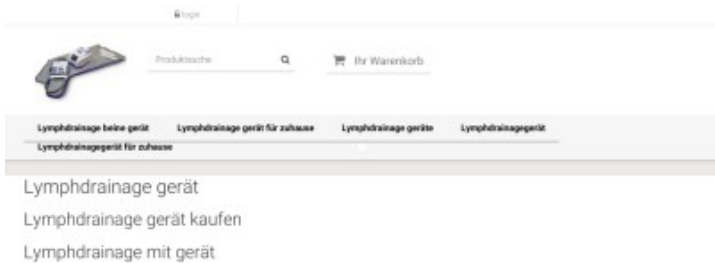 login
Produktsuche
Ihr Warenkorb
Lymphdrainage beine gerät Lymphdrainage gerät für zuhause Lymphdrainage geräte Lymphdrainagegerät
Lymphdrainagegerät für zuhause
Lymphdrainage gerät
Lymphdrainage gerät kaufen
Lymphdrainage mit gerät